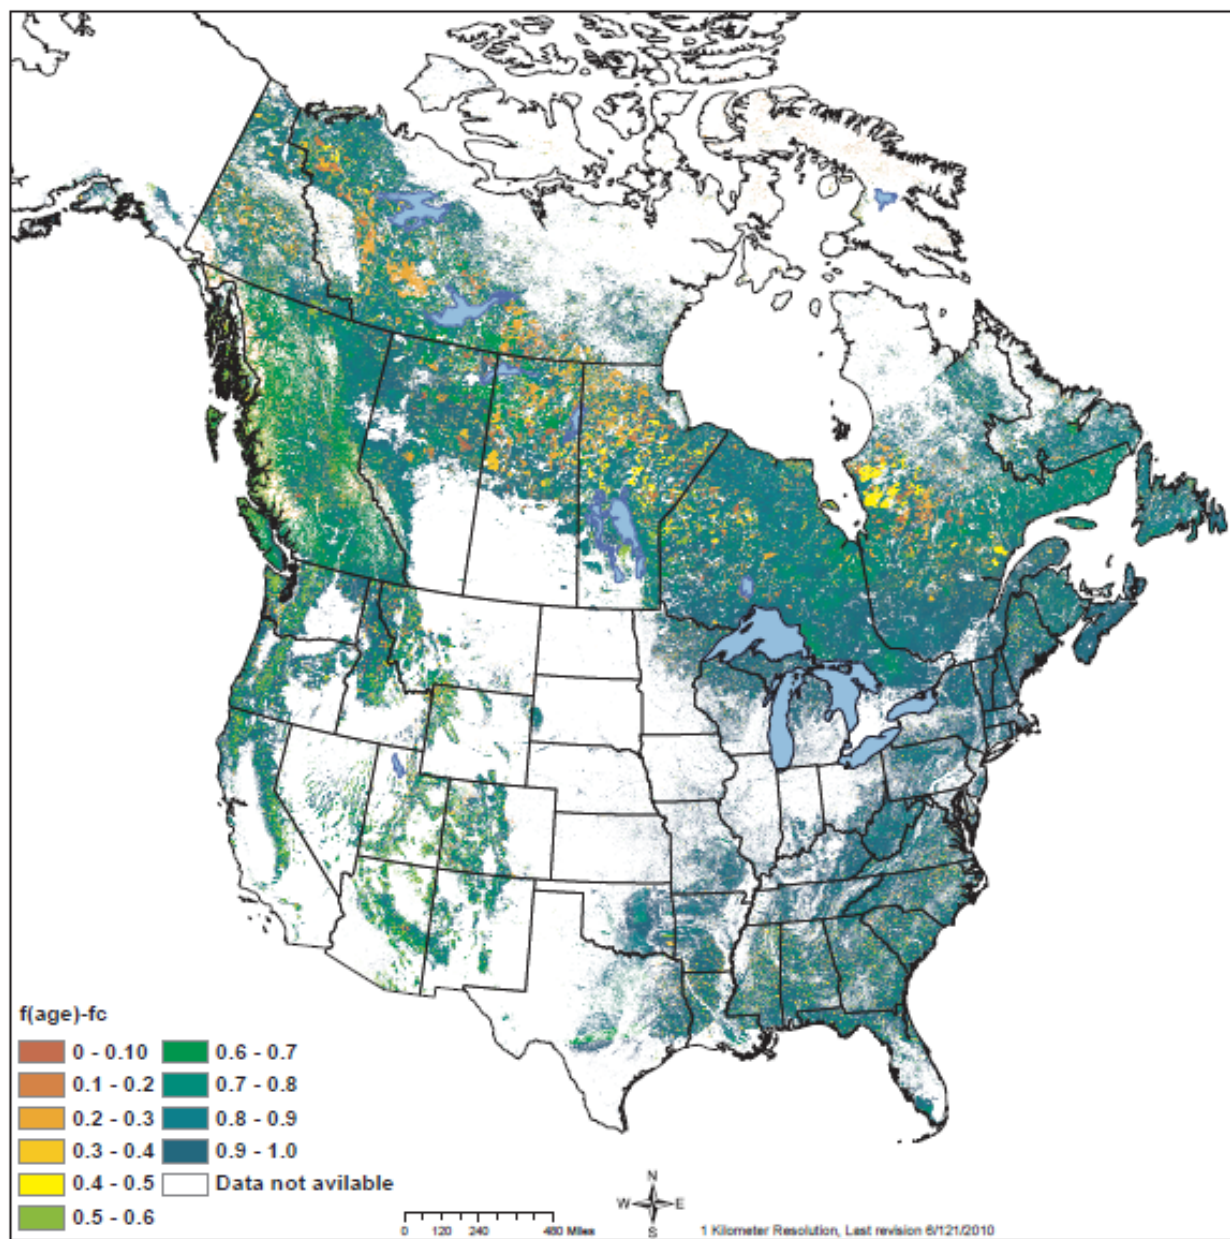 f(age)-fc
0 - 0.10
0.1 - 0.2
0.2 - 0.3
0.3 - 0.4
0.4 - 0.5
0.5 - 0.6
0.6 - 0.7
0.7 - 0.8
0.8 - 0.9
0.9 - 1.0
Data not avilable
N
W E
S
0 120 240 480 Miles
1 Kilometer Resolution, Last revision 6/121/2010